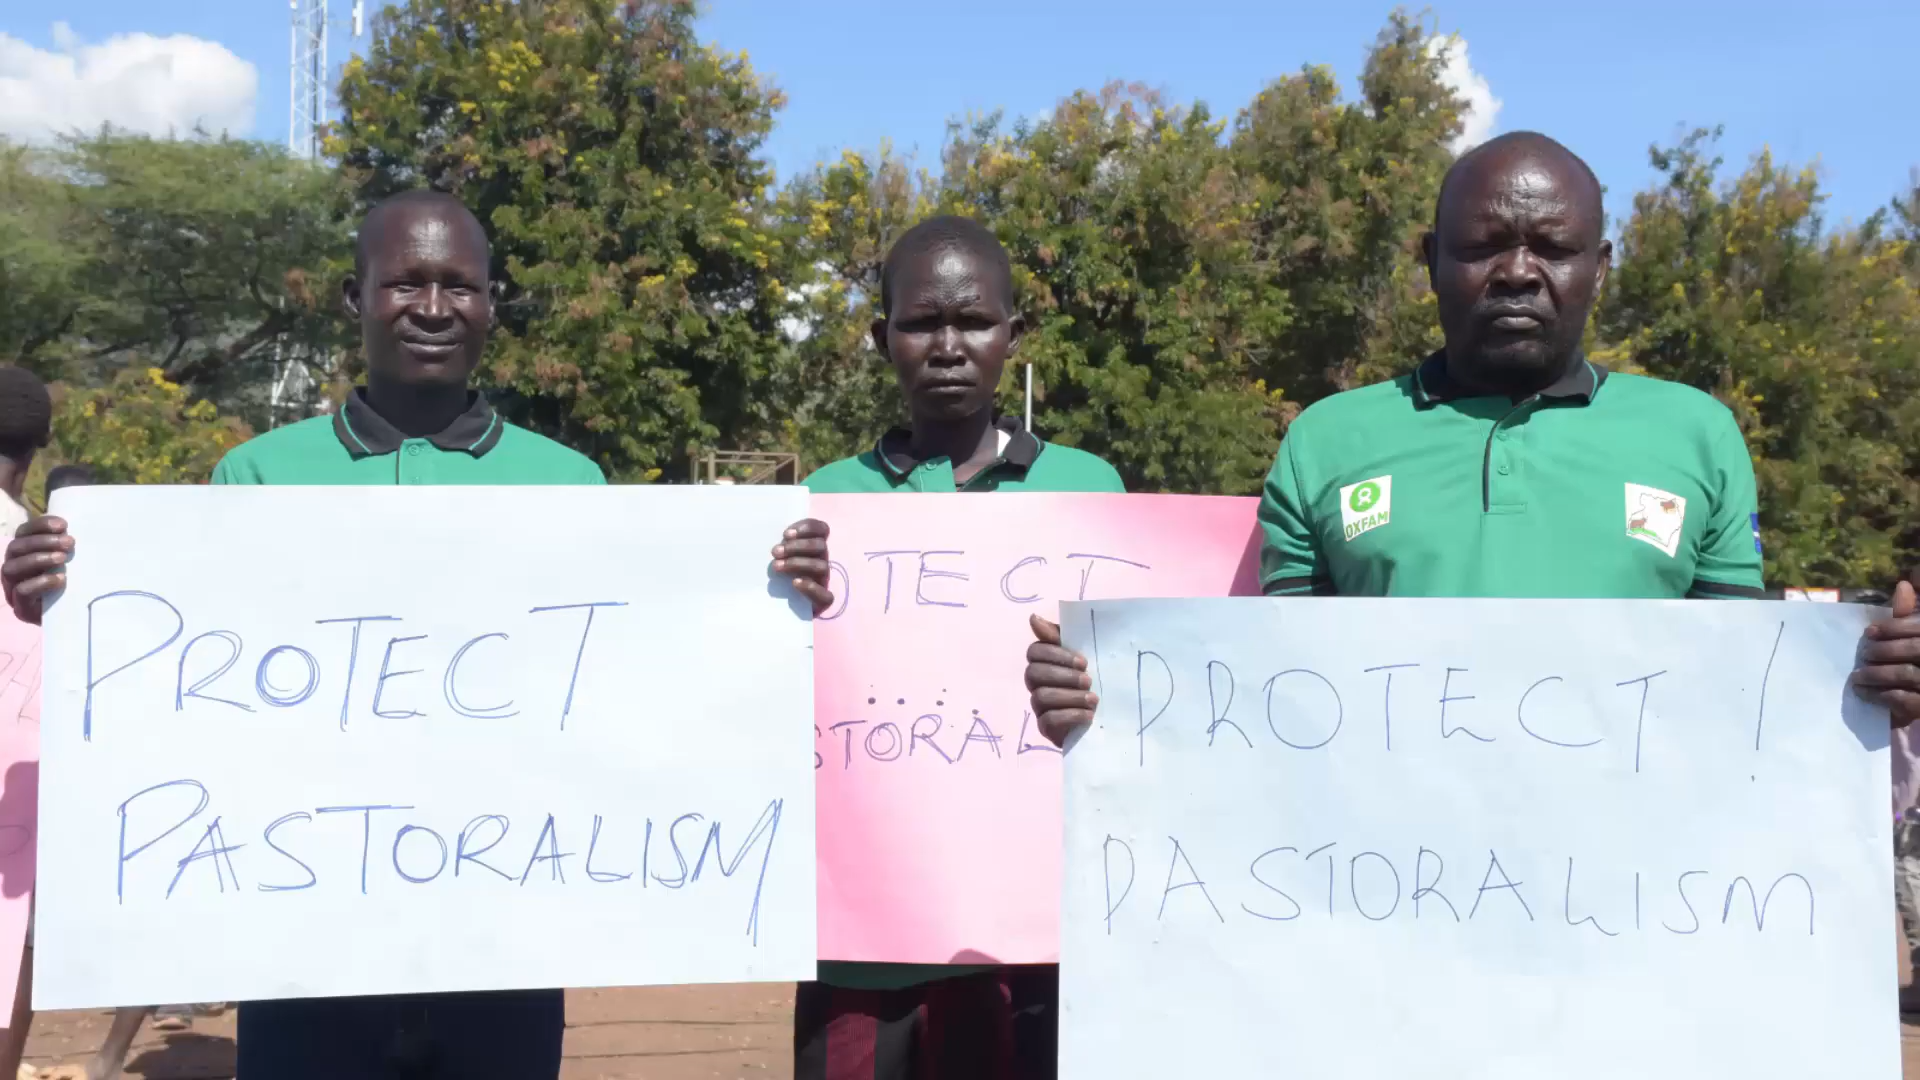 PROTECT
PASTORALISM
OTECT
STORAL
! PROTECT !
PASTORALISM
OXFAM